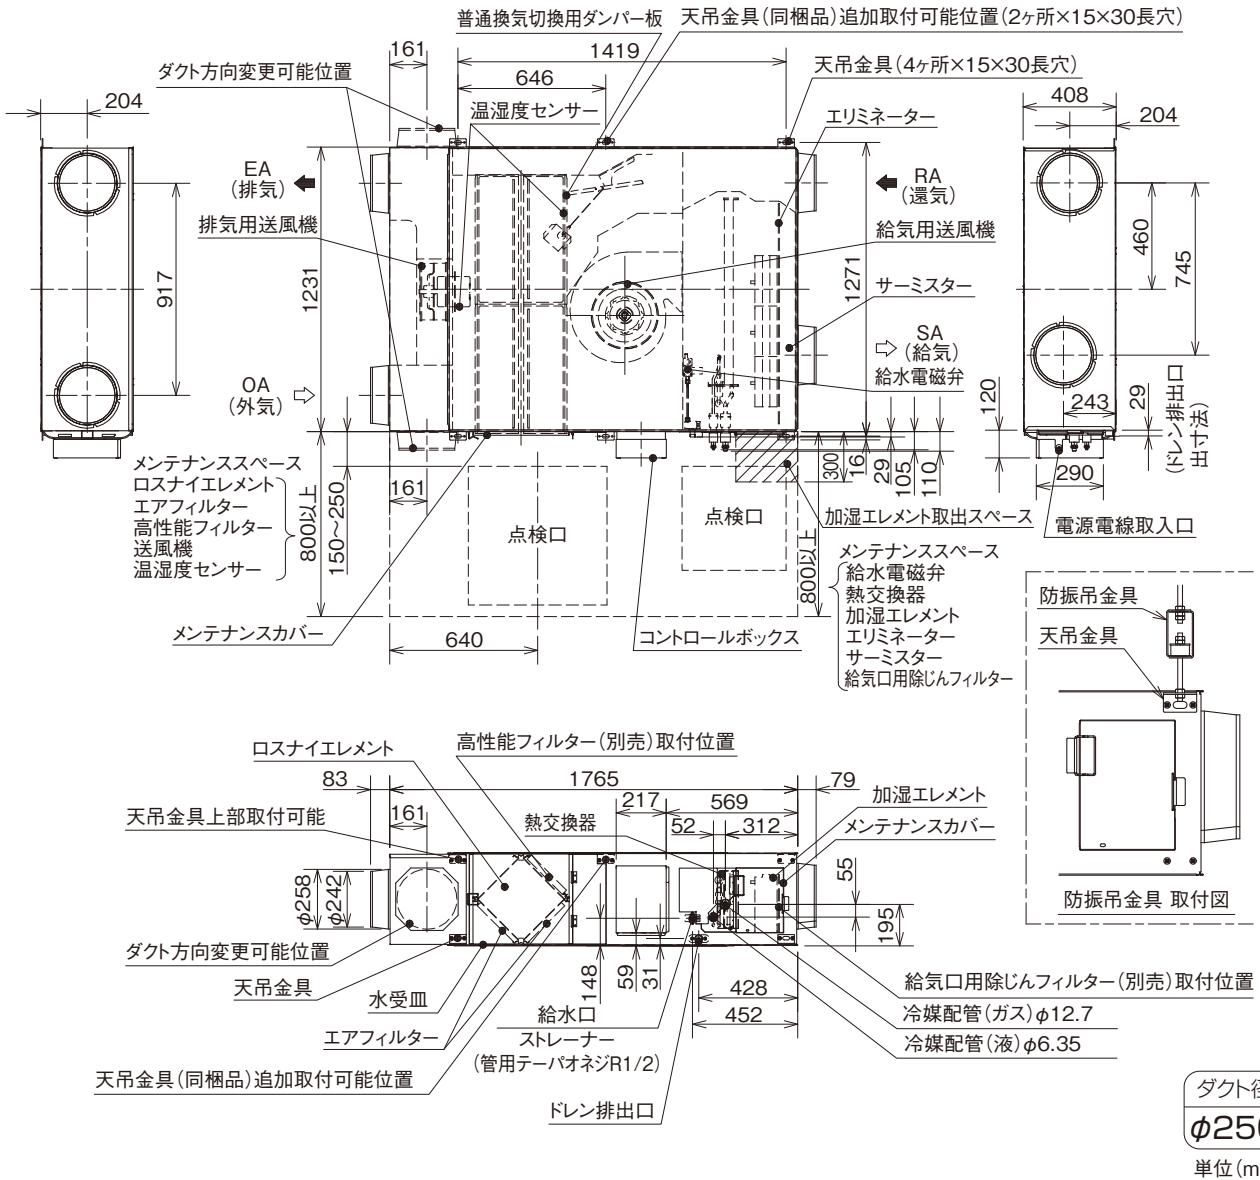 普通換気切換用ダンパー板
天吊金具(同梱品)追加取付可能位置(2ヶ所×15×30長穴)
161
1419
ダクト方向変更可能位置
646
天吊金具(4ヶ所×15×30長穴)
204
温湿度センサー
エリミネーター
408
204
EA
(排気)
RA
(還気)
排気用送風機
給気用送風機
917
1231
1271
460
745
サーミスター
SA
(給気)
OA
(外気)
給水電磁弁
120
243
29
(ドレン排出口
出寸法)
メンテナンススペース
ロスナイエレメント
エアフィルター
高性能フィルター
送風機
温湿度センサー
800以上
150~250
161
点検口
点検口
300
16
29
105
110
290
加湿エレメント取出スペース
電源電線取入口
800以上
メンテナンススペース
給水電磁弁
熱交換器
加湿エレメント
エリミネーター
サーミスター
給気口用除じんフィルター
メンテナンスカバー
640
コントロールボックス
防振吊金具
天吊金具
防振吊金具 取付図
ロスナイエレメント
高性能フィルター(別売)取付位置
83
1765
79
161
217
569
加湿エレメント
天吊金具上部取付可能
熱交換器
52
312
メンテナンスカバー
φ258
φ242
55
195
ダクト方向変更可能位置
天吊金具
水受皿
148
59
31
428
452
給気口用除じんフィルター(別売)取付位置
エアフィルター
給水口
ストレーナー
(管用テーパオネジR1/2)
冷媒配管(ガス)φ12.7
冷媒配管(液)φ6.35
天吊金具(同梱品)追加取付可能位置
ドレン排出口
ダクト
φ25
単位(m